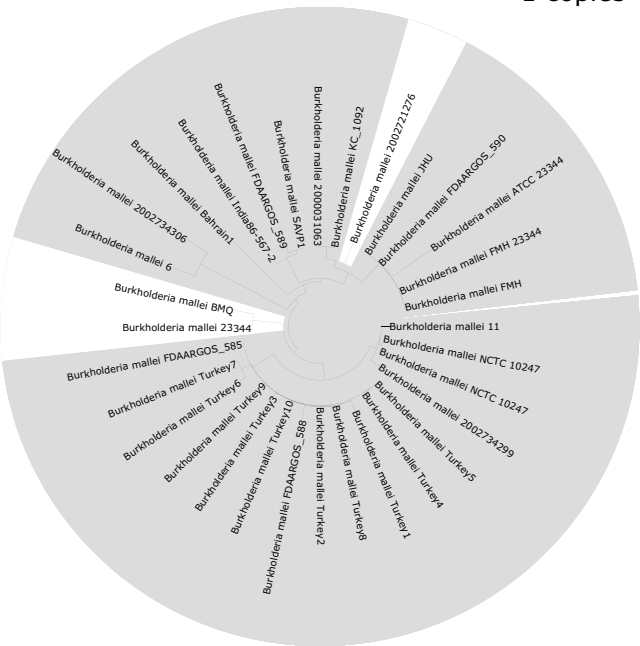 copies
Burkholderia mallei 2002721276
Burkholderia mallei JHU
Burkholderia mallei FDAARGOS_590
Burkholderia mallei ATCC 23344
Burkholderia mallei FMH 23344
Burkholderia mallei FMH
Burkholderia mallei 11
Burkholderia mallei NCTC 10247
Burkholderia mallei NCTC 10247
Burkholderia mallei 2002734299
Burkholderia mallei Turkey5
Burkholderia mallei Turkey4
Burkholderia mallei Turkey1
Burkholderia mallei Turkey8
Burkholderia mallei Turkey2
Burkholderia mallei FDAARGOS_588
Burkholderia mallei Turkey10
Burkholderia mallei Turkey3
Burkholderia mallei Turkey9
Burkholderia mallei Turkey6
Burkholderia mallei Turkey7
Burkholderia mallei FDAARGOS_585
Burkholderia mallei 23344
Burkholderia mallei BMQ
Burkholderia mallei 6
Burkholderia mallei 2002734306
Burkholderia mallei Bahrain1
Burkholderia mallei India86-567-2
Burkholderia mallei FDAARGOS_589
Burkholderia mallei SAVP1
Burkholderia mallei 2000031063
Burkholderia mallei KC_1092